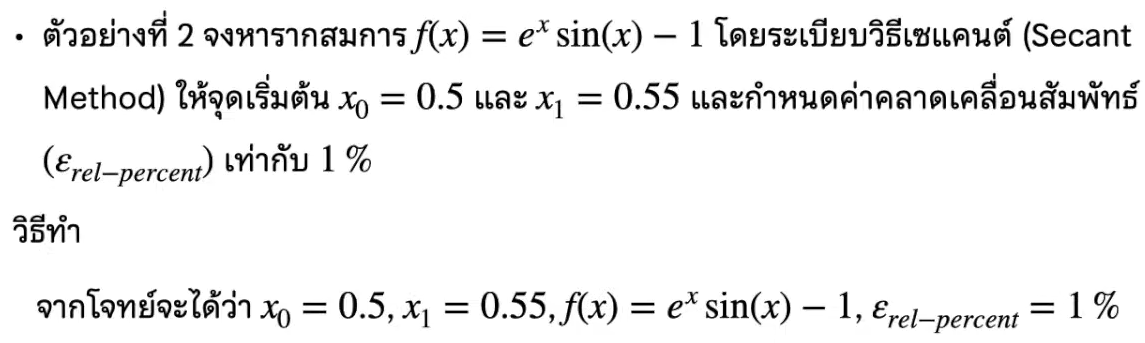 • ตัวอย่างที่ 2 จงหารากสมการ f(x) = eˣ sin(x) − 1 โดยระเบียบวิธีเซแคนต์ (Secant
Method) ให้จุดเริ่มต้น x₀ = 0.5 และ x₁ = 0.55 และกำหนดค่าคลาดเคลื่อนสัมพัทธ์
(ε_{rel−percent}) เท่ากับ 1 %
วิธีทำ
จากโจทย์จะได้ว่า x₀ = 0.5, x₁ = 0.55, f(x) = eˣ sin(x) − 1, ε_{rel−percent} = 1 %